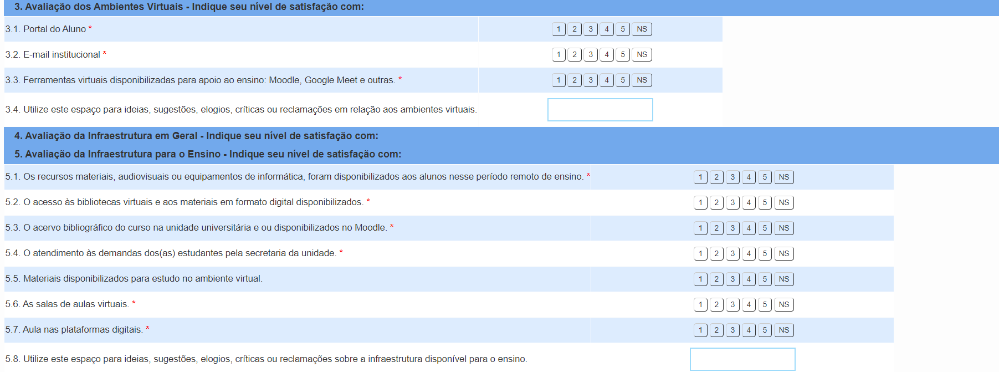 3. Avaliação dos Ambientes Virtuais - Indique seu nível de satisfação com:
3.1. Portal do Aluno * 1 2 3 4 5 NS
3.2. E-mail institucional * 1 2 3 4 5 NS
3.3. Ferramentas virtuais disponibilizadas para apoio ao ensino: Moodle, Google Meet e outras. * 1 2 3 4 5 NS
3.4. Utilize este espaço para ideias, sugestões, elogios, críticas ou reclamações em relação aos ambientes virtuais.
4. Avaliação da Infraestrutura em Geral - Indique seu nível de satisfação com:
5. Avaliação da Infraestrutura para o Ensino - Indique seu nível de satisfação com:
5.1. Os recursos materiais, audiovisuais ou equipamentos de informática, foram disponibilizados aos alunos nesse período remoto de ensino. * 1 2 3 4 5 NS
5.2. O acesso às bibliotecas virtuais e aos materiais em formato digital disponibilizados. * 1 2 3 4 5 NS
5.3. O acervo bibliográfico do curso na unidade universitária e ou disponibilizados no Moodle. * 1 2 3 4 5 NS
5.4. O atendimento às demandas dos(as) estudantes pela secretaria da unidade. * 1 2 3 4 5 NS
5.5. Materiais disponibilizados para estudo no ambiente virtual. 1 2 3 4 5 NS
5.6. As salas de aulas virtuais. * 1 2 3 4 5 NS
5.7. Aula nas plataformas digitais. * 1 2 3 4 5 NS
5.8. Utilize este espaço para ideias, sugestões, elogios, críticas ou reclamações sobre a infraestrutura disponível para o ensino.